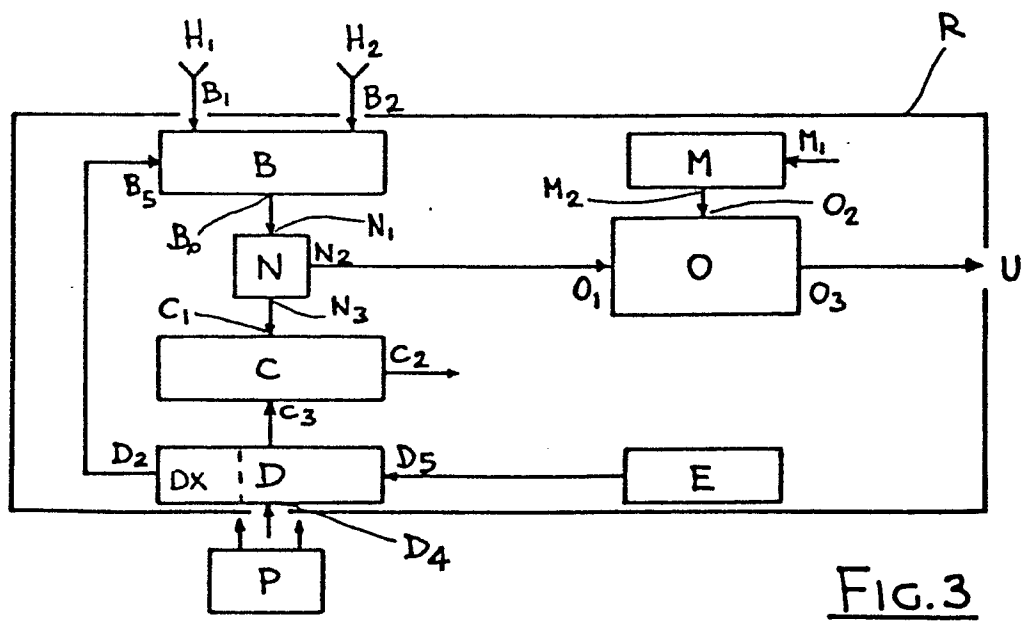 R
H₁ H₂
B₁ B₂
B M M₁
B₅ M₂ O₂
B₀ N₁
N N₂ O₁ O O₃ U
C₁ N₃
C C₂
C₃
D₂ DX D D₅ E
P D₄
FIG.3